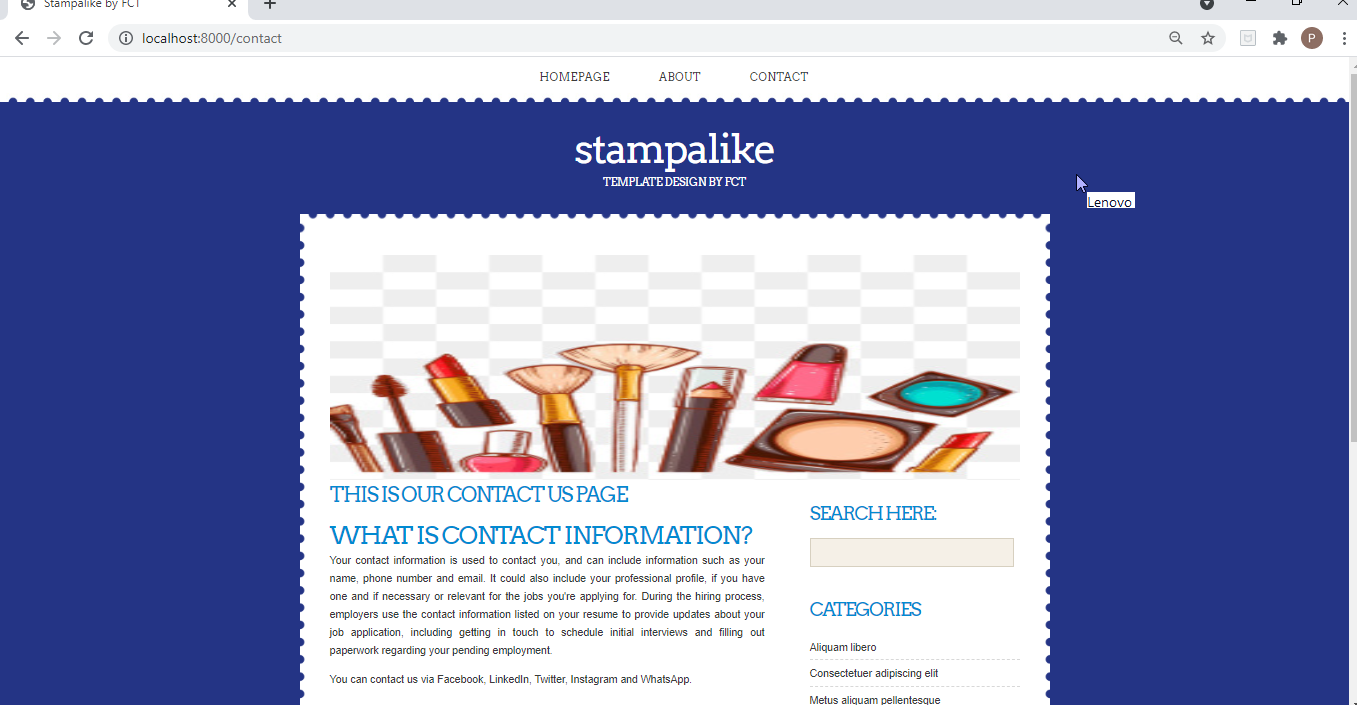 Stampalike by FCT
localhost:8000/contact
P
HOMEPAGE ABOUT CONTACT
stampalike
TEMPLATE DESIGN BY FCT
Lenovo
THIS IS OUR CONTACT US PAGE
WHAT IS CONTACT INFORMATION?
Your contact information is used to contact you, and can include information such as your
name, phone number and email. It could also include your professional profile, if you have
one and if necessary or relevant for the jobs you're applying for. During the hiring process,
employers use the contact information listed on your resume to provide updates about your
job application, including getting in touch to schedule initial interviews and filling out
paperwork regarding your pending employment.
You can contact us via Facebook, LinkedIn, Twitter, Instagram and WhatsApp.
SEARCH HERE:
CATEGORIES
Aliquam libero
Consectetuer adipiscing elit
Metus aliquam pellentesque